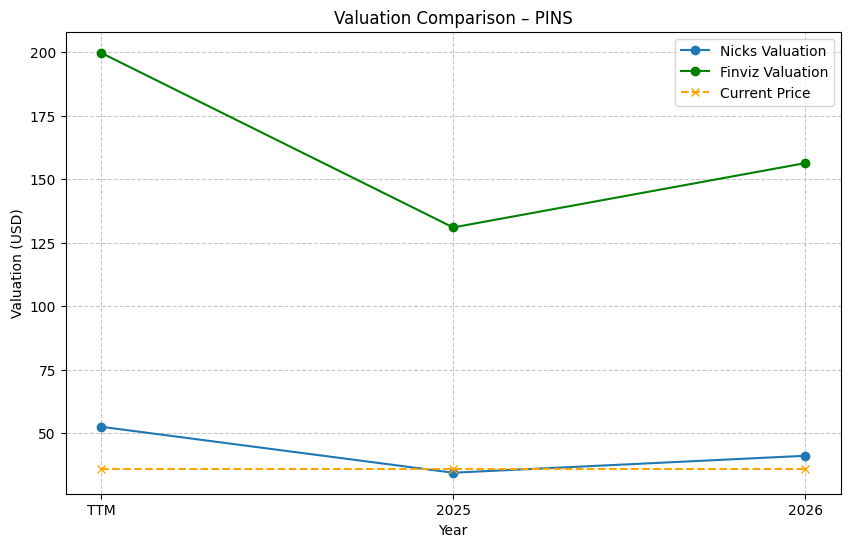 Valuation Comparison – PINS
Nicks Valuation
Finviz Valuation
Current Price
Valuation (USD)
200
175
150
125
100
75
50
TTM
2025
2026
Year